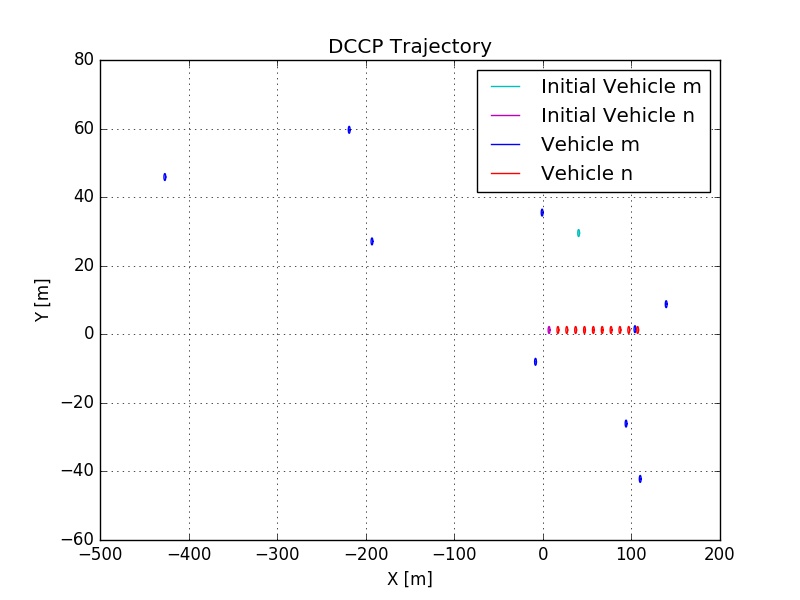 DCCP Trajectory
Initial Vehicle m
Initial Vehicle n
Vehicle m
Vehicle n
80
60
40
20
0
−20
−40
−60
Y [m]
−500 −400 −300 −200 −100 0 100 200
X [m]